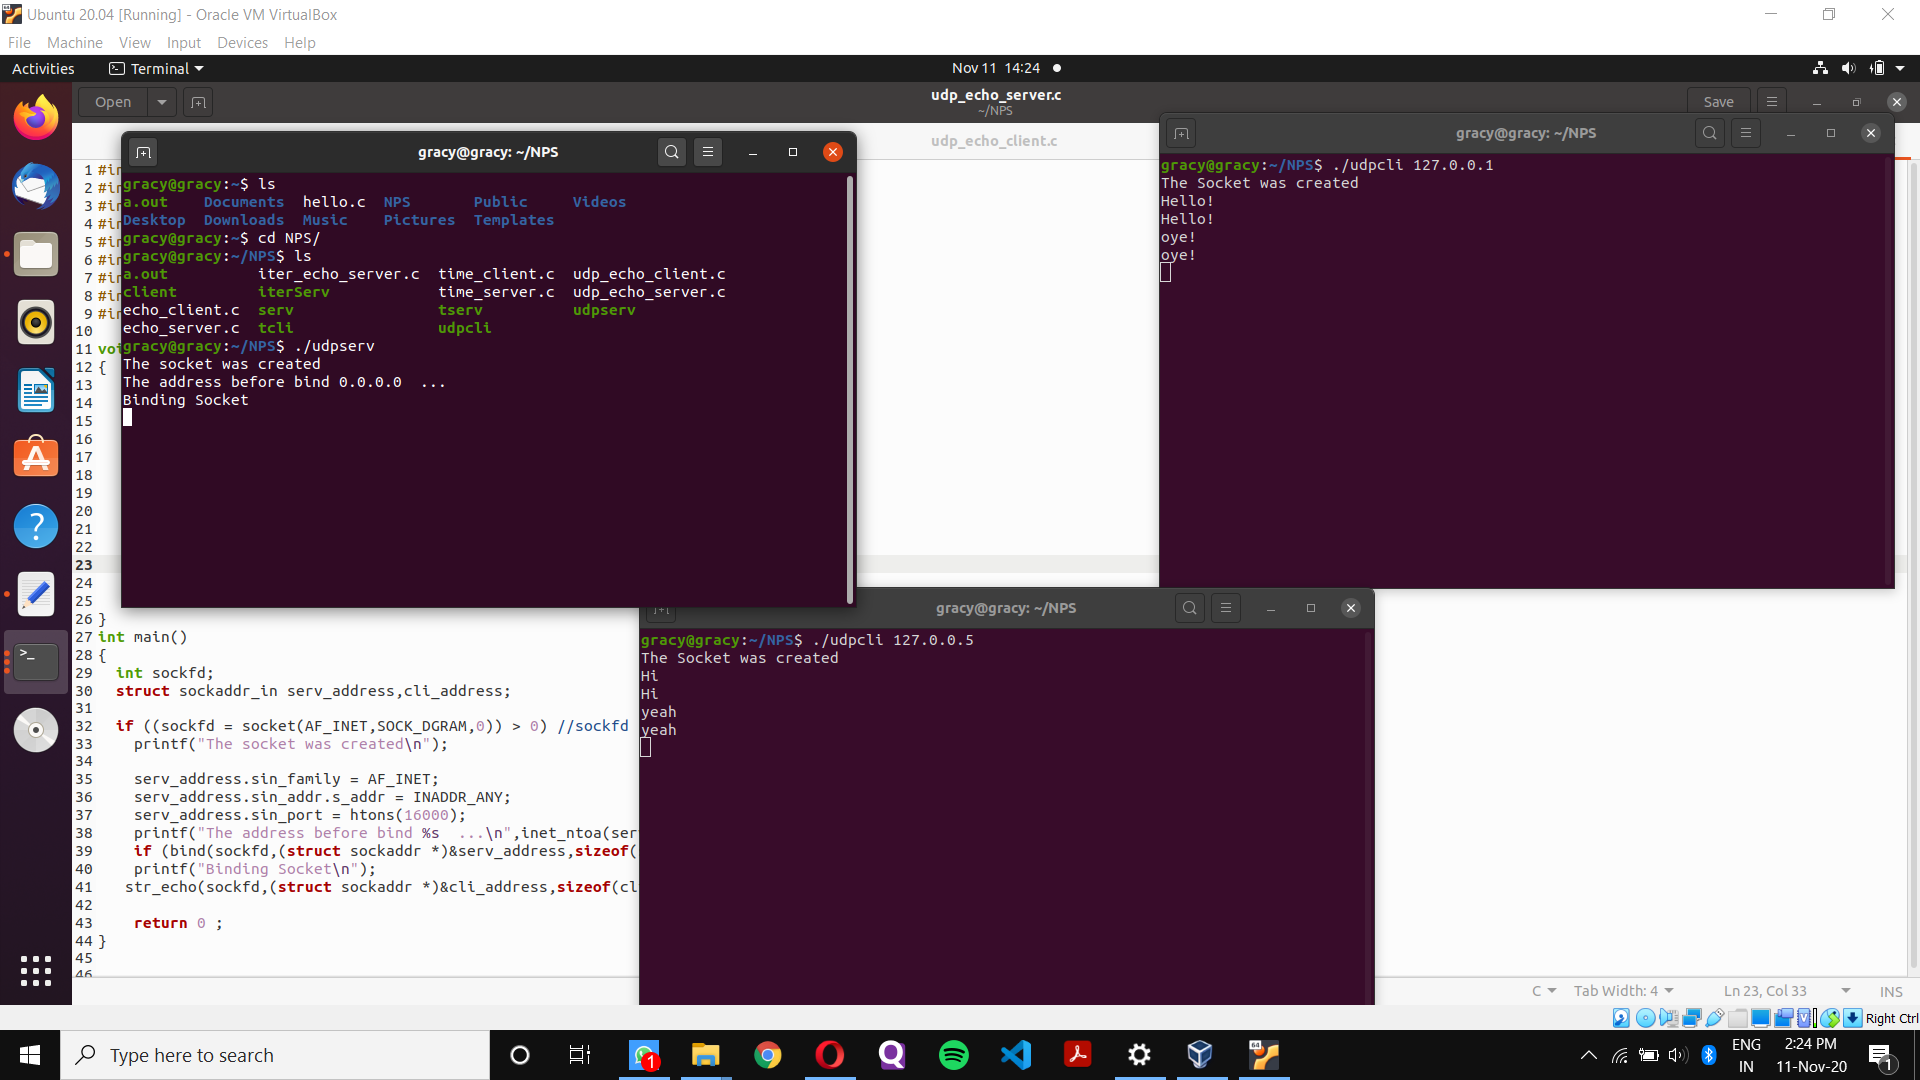 Ubuntu 20.04 [Running] - Oracle VM VirtualBox
File Machine View Input Devices Help
Activities Terminal Nov 11 14:24
Open udp_echo_server.c Save
~/NPS
udp_echo_client.c
gracy@gracy: ~/NPS
gracy@gracy:~$ ls
a.out Documents hello.c NPS Public Videos
Desktop Downloads Music Pictures Templates
gracy@gracy:~$ cd NPS/
gracy@gracy:~/NPS$ ls
a.out iter_echo_server.c time_client.c udp_echo_client.c
client iterServ time_server.c udp_echo_server.c
echo_client.c serv tserv udpserv
echo_server.c tcli udpcli
gracy@gracy:~/NPS$ ./udpserv
The socket was created
The address before bind 0.0.0.0 ...
Binding Socket
gracy@gracy: ~/NPS
gracy@gracy:~/NPS$ ./udpcli 127.0.0.1
The Socket was created
Hello!
Hello!
oye!
oye!
gracy@gracy: ~/NPS
gracy@gracy:~/NPS$ ./udpcli 127.0.0.5
The Socket was created
Hi
Hi
yeah
yeah
1 #in
2 #in
3 #in
4 #in
5 #in
6 #in
7 #in
8 #in
9 #in
10
11 voi
12 {
13
14
15
16
17
18
19
20
21
22
23
24
25
26 }
27 int main()
28 {
29 int sockfd;
30 struct sockaddr_in serv_address,cli_address;
31
32 if ((sockfd = socket(AF_INET,SOCK_DGRAM,0)) > 0) //sockfd
33 printf("The socket was created\n");
34
35 serv_address.sin_family = AF_INET;
36 serv_address.sin_addr.s_addr = INADDR_ANY;
37 serv_address.sin_port = htons(16000);
38 printf("The address before bind %s ...\n",inet_ntoa(ser
39 if (bind(sockfd,(struct sockaddr *)&serv_address,sizeof(
40 printf("Binding Socket\n");
41 str_echo(sockfd,(struct sockaddr *)&cli_address,sizeof(cl
42
43 return 0 ;
44 }
45
46
C Tab Width: 4 Ln 23, Col 33 INS
Right Ctrl
Type here to search
1
ENG
IN
2:24 PM
11-Nov-20
1